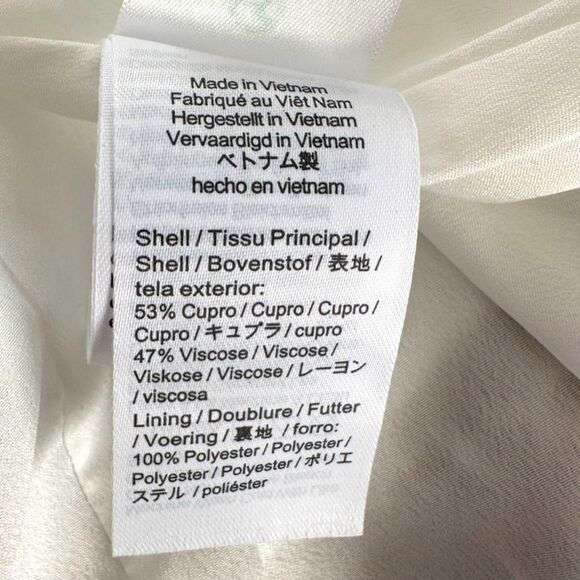 Made in Vietnam
Fabriqué au Viêt Nam
Hergestellt in Vietnam
Vervaardigd in Vietnam
ベトナム製
hecho en vietnam
Shell / Tissu Principal /
Shell / Bovenstof / 表地 /
tela exterior:
53% Cupro / Cupro / Cupro /
Cupro / キュプラ / cupro
47% Viscose / Viscose /
Viskose / Viscose / レーヨン
/ viscosa
Lining / Doublure / Futter
/ Voering / 裏地 / forro:
100% Polyester / Polyester /
Polyester / Polyester / ポリエ
ステル / poliéster